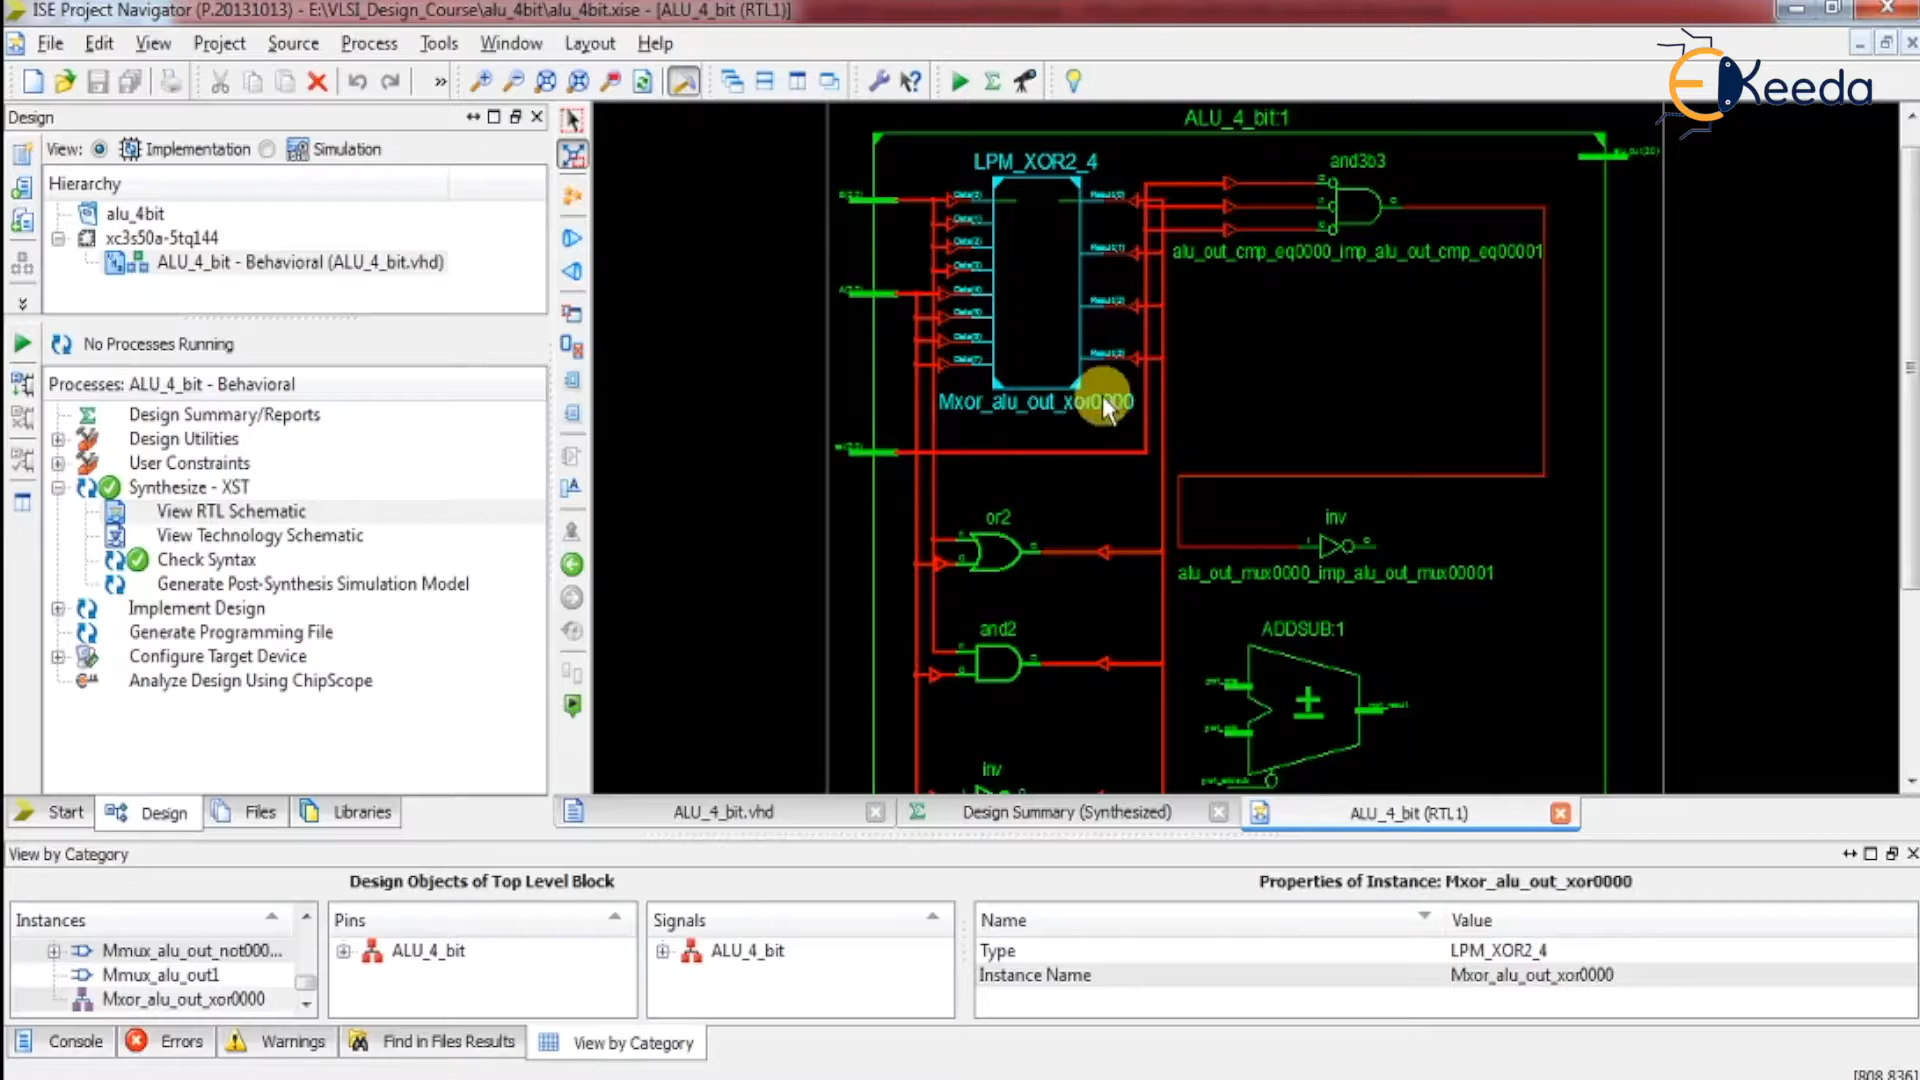 ISE Project Navigator (P.20131013) - E:\VLSI_Design_Course\alu_4bit\alu_4bit.xise - [ALU_4_bit (RTL1)]
File Edit View Project Source Process Tools Window Layout Help
EKeeda
Design
View: Implementation Simulation
Hierarchy
alu_4bit
xc3s50a-5tq144
ALU_4_bit - Behavioral (ALU_4_bit.vhd)
No Processes Running
Processes: ALU_4_bit - Behavioral
Design Summary/Reports
Design Utilities
User Constraints
Synthesize - XST
View RTL Schematic
View Technology Schematic
Check Syntax
Generate Post-Synthesis Simulation Model
Implement Design
Generate Programming File
Configure Target Device
Analyze Design Using ChipScope
Start Design Files Libraries
ALU_4_bit:1
LPM_XOR2_4
and3b3
alu_out_cmp_eq0000_imp_alu_out_cmp_eq00001
Mxor_alu_out_xor0000
or2
inv
alu_out_mux0000_imp_alu_out_mux00001
and2
ADDSUB:1
inv
ALU_4_bit.vhd Design Summary (Synthesized) ALU_4_bit (RTL1)
View by Category
Design Objects of Top Level Block
Properties of Instance: Mxor_alu_out_xor0000
Instances Pins Signals Name Value
Mmux_alu_out_not000... ALU_4_bit ALU_4_bit Type LPM_XOR2_4
Mmux_alu_out1 Instance Name Mxor_alu_out_xor0000
Mxor_alu_out_xor0000
Console Errors Warnings Find in Files Results View by Category
[808,836]